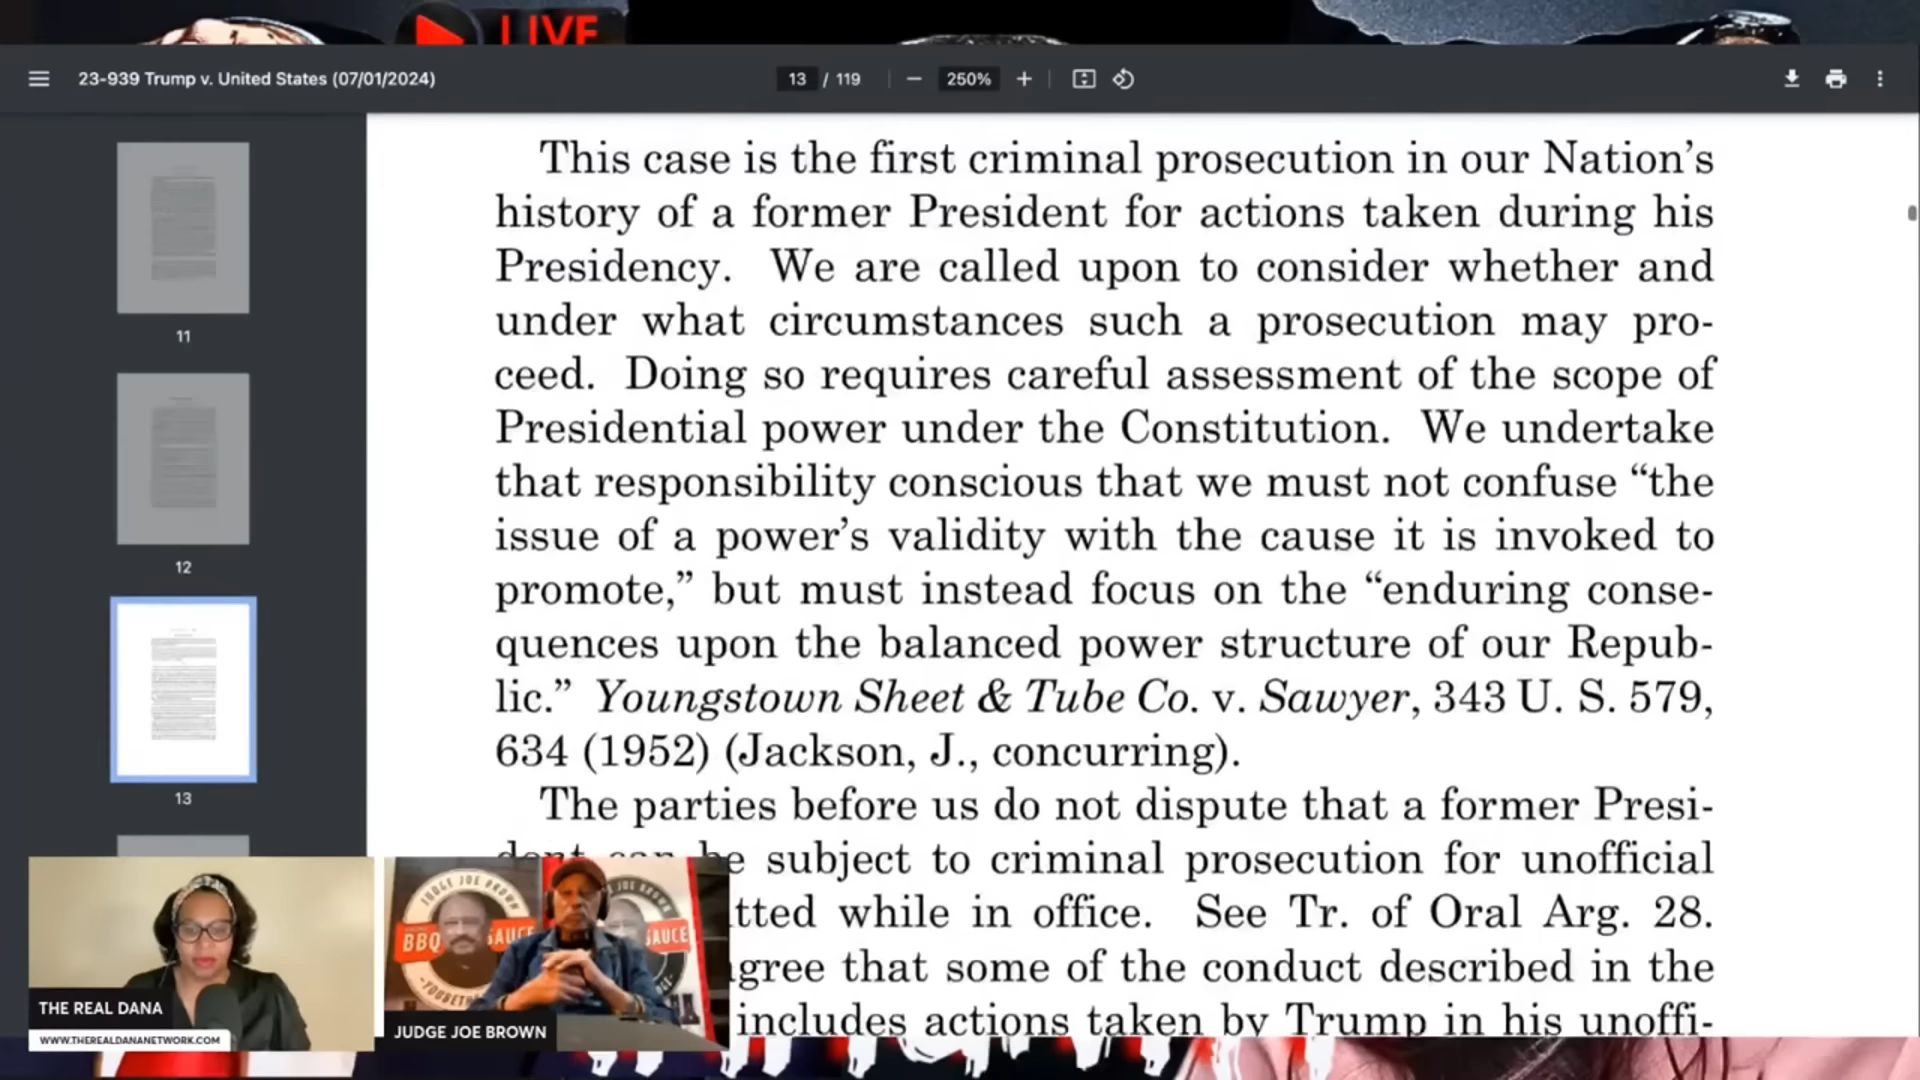 LIVE
23-939 Trump v. United States (07/01/2024)
13 / 119
250%
11
12
13
This case is the first criminal prosecution in our Nation’s
history of a former President for actions taken during his
Presidency. We are called upon to consider whether and
under what circumstances such a prosecution may pro-
ceed. Doing so requires careful assessment of the scope of
Presidential power under the Constitution. We undertake
that responsibility conscious that we must not confuse “the
issue of a power’s validity with the cause it is invoked to
promote,” but must instead focus on the “enduring conse-
quences upon the balanced power structure of our Repub-
lic.” Youngstown Sheet & Tube Co. v. Sawyer, 343 U. S. 579,
634 (1952) (Jackson, J., concurring).
The parties before us do not dispute that a former Presi-
dent can be subject to criminal prosecution for unofficial
tted while in office. See Tr. of Oral Arg. 28.
gree that some of the conduct described in the
includes actions taken by Trump in his unoffi-
THE REAL DANA
WWW.THEREALDANANETWORK.COM
JUDGE JOE BROWN
BBQ SAUCE
JOE BROWN
SAUCE
JUDGE JOE BROWN